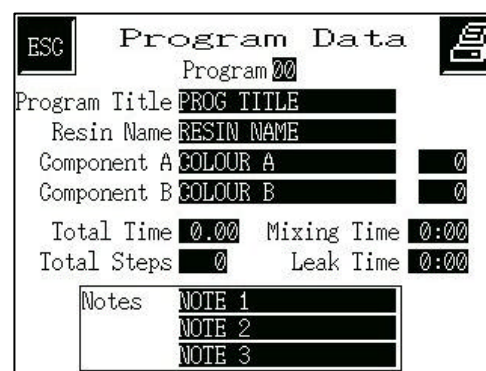 ESC
Program Data
Program 00
Program Title PROG TITLE
Resin Name RESIN NAME
Component A COLOUR A 0
Component B COLOUR B 0
Total Time 0.00 Mixing Time 0:00
Total Steps 0 Leak Time 0:00
Notes NOTE 1
NOTE 2
NOTE 3